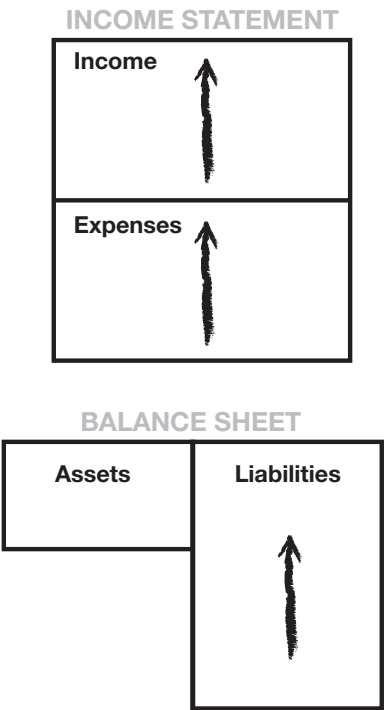 INCOME STATEMENT
Income
Expenses
BALANCE SHEET
Assets
Liabilities